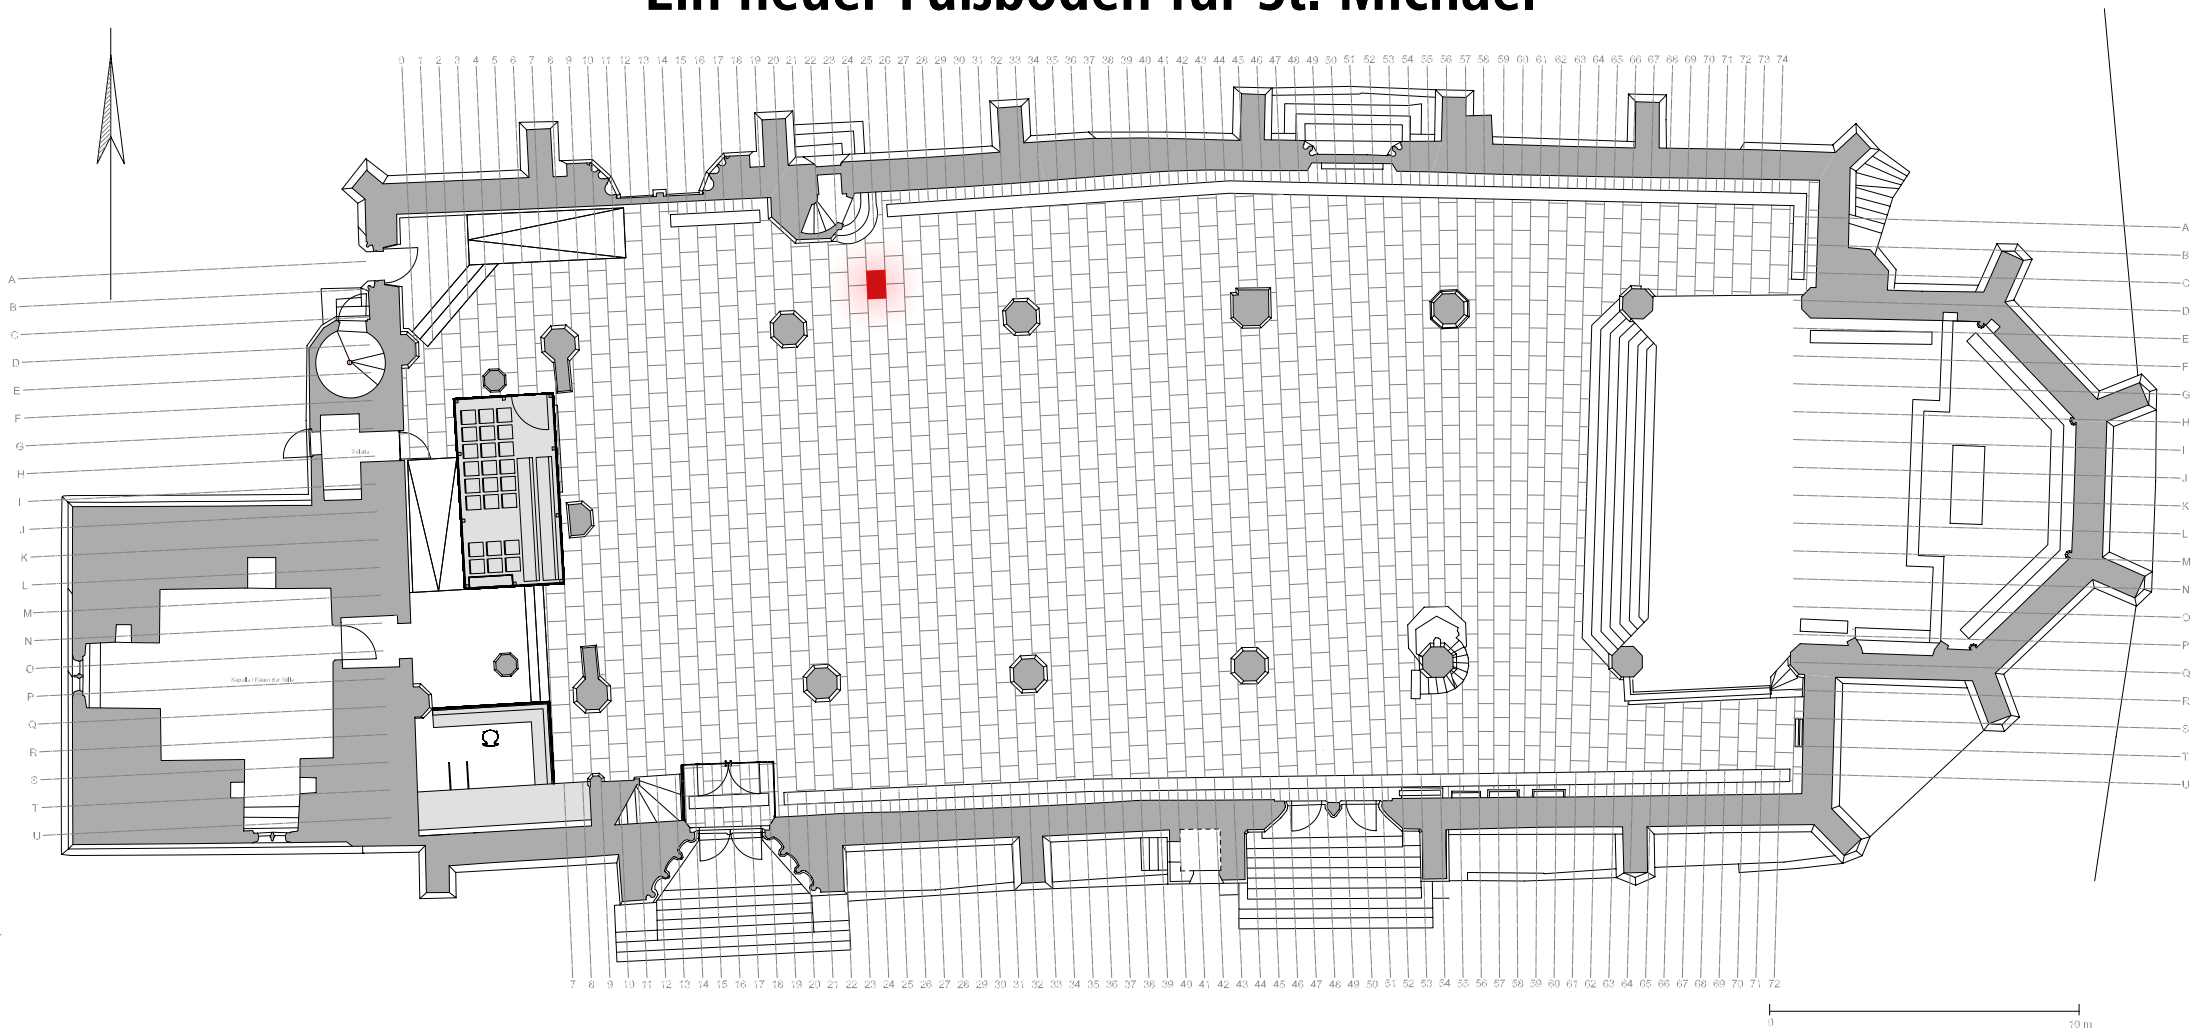 Ein neuer Fußboden für St. Michael
0 1 2 3 4 5 6 7 8 9 10 11 12 13 14 15 16 17 18 19 20 21 22 23 24 25 26 27 28 29 30 31 32 33 34 35 36 37 38 39 40 41 42 43 44 45 46 47 48 49 50 51 52 53 54 55 56 57 58 59 60 61 62 63 64 65 66 67 68 69 70 71 72 73 74
A
B
C
D
E
F
G
H
I
J
K
L
M
N
O
P
Q
R
S
T
U
A
B
C
D
E
F
G
H
I
J
K
L
M
N
O
P
Q
R
S
T
U
7 8 9 10 11 12 13 14 15 16 17 18 19 20 21 22 23 24 25 26 27 28 29 30 31 32 33 34 35 36 37 38 39 40 41 42 43 44 45 46 47 48 49 50 51 52 53 54 55 56 57 58 59 60 61 62 63 64 65 66 67 68 69 70 71 72
0 10 m